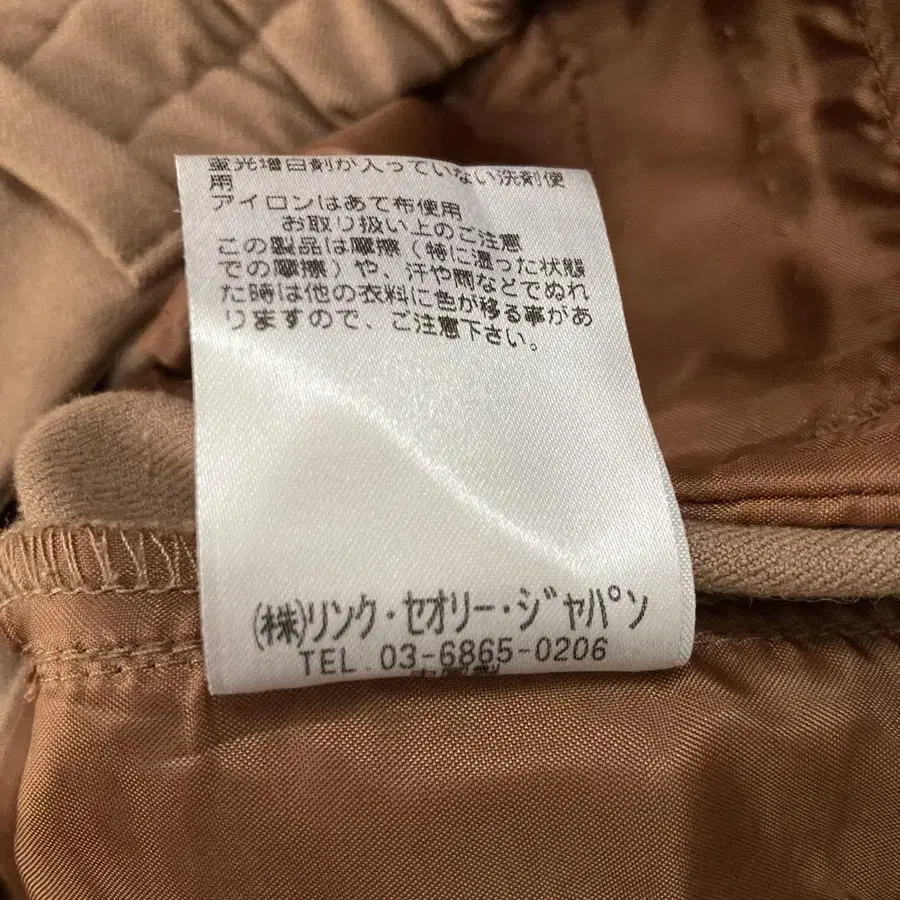 蛍光増白剤が入っていない洗剤使
用
アイロンはあて布使用
お取り扱い上のご注意
この製品は摩擦(特に湿った状態
での摩擦)や、汗や雨などでぬれ
た時は他の衣料に色が移る事があ
りますので、ご注意下さい。
(株)リンク・セオリー・ジャパン
TEL.03-6865-0206